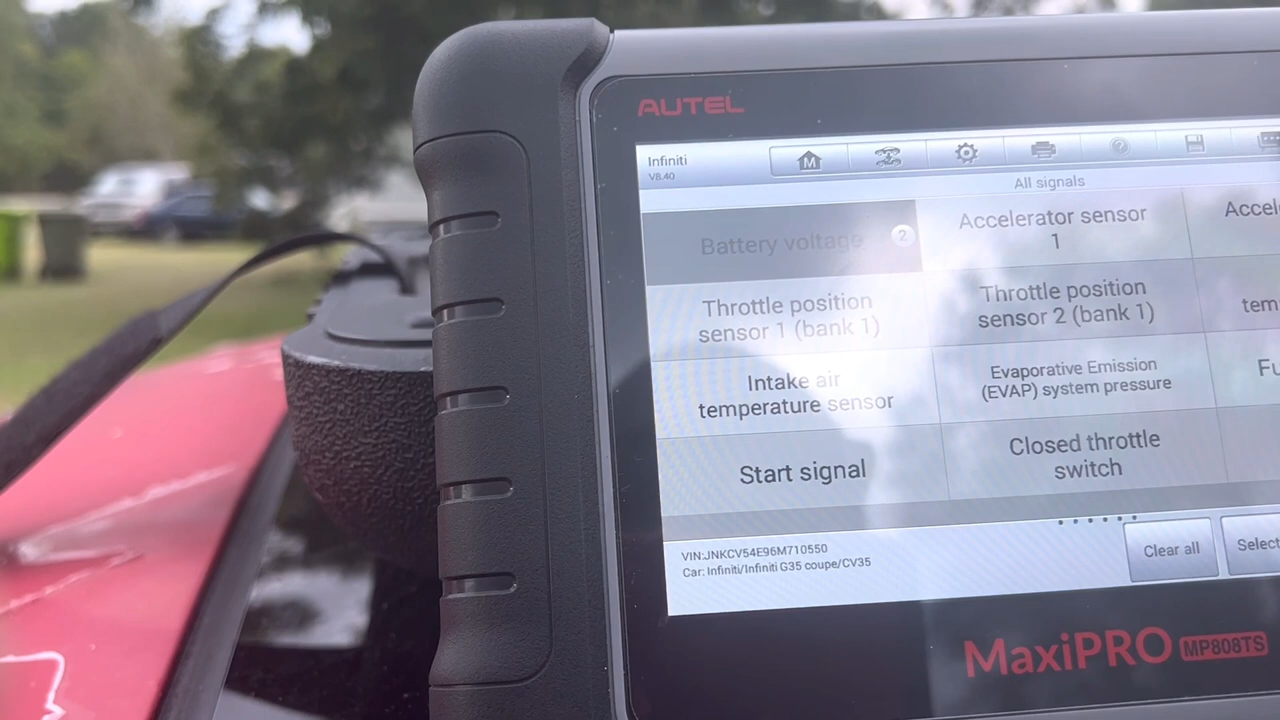 AUTEL
Infiniti
V8.40
M
All signals
Battery voltage
2
Accelerator sensor
1
Throttle position
sensor 1 (bank 1)
Throttle position
sensor 2 (bank 1)
Intake air
temperature sensor
Evaporative Emission
(EVAP) system pressure
Start signal
Closed throttle
switch
VIN:JNKCV54E96M710550
Car: Infiniti/Infiniti G35 coupe/CV35
Clear all
Select
MaxiPRO MP808TS